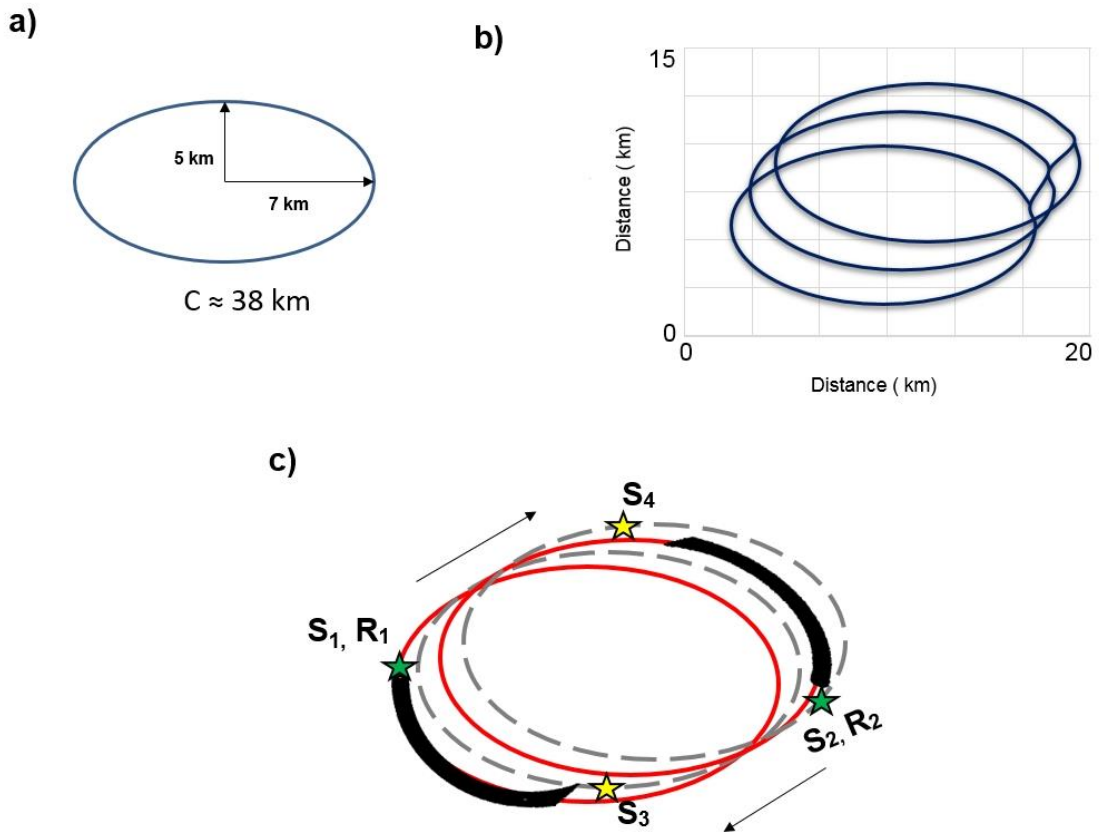 a)
5 km
7 km
C ≈ 38 km
b)
15
Distance ( km)
0
0
20
Distance ( km)
c)
S₄
S₁, R₁
S₂, R₂
S₃